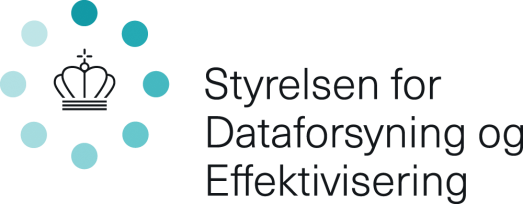 Styrelsen for
Dataforsyning og
Effektivisering